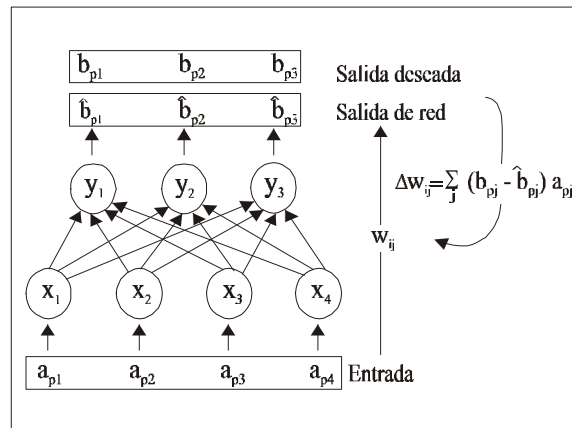 b_p1 b_p2 b_p3 Salida deseada
b̂_p1 b̂_p2 b̂_p3 Salida de red
y_1 y_2 y_3
Δw_ij=∑_j (b_pj - b̂_pj) a_pj
w_ij
x_1 x_2 x_3 x_4
a_p1 a_p2 a_p3 a_p4 Entrada